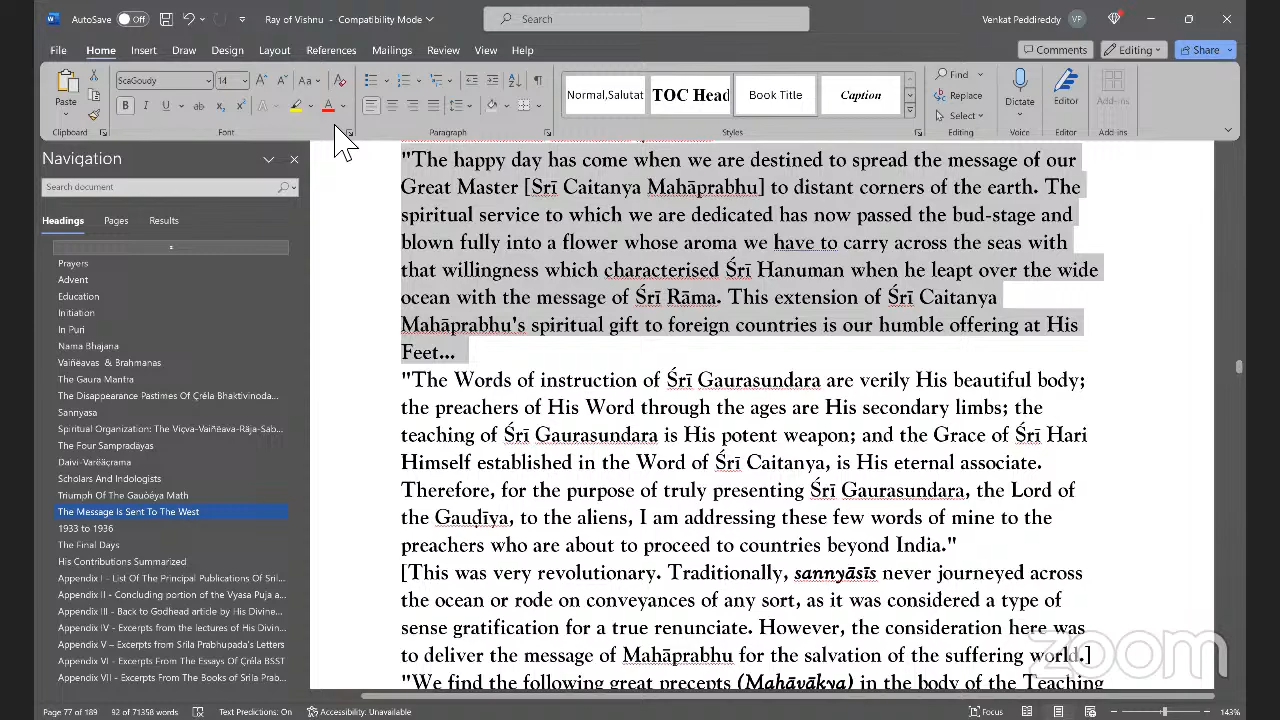 AutoSave Off Ray of Vishnu - Compatibility Mode Search Venkat Peddireddy VP
File Home Insert Draw Design Layout References Mailings Review View Help Comments Editing Share
ScaGoudy 14 Normal,Salutat TOC Head Book Title Caption Find
Paste Replace Dictate Editor Add-ins
Select
Clipboard Font Paragraph Styles Editing Voice Editor Add-ins
Navigation
Search document
Headings Pages Results
Prayers
Advent
Education
Initiation
In Puri
Nama Bhajana
Vaiñëavas & Brahmanas
The Gaura Mantra
The Disappearance Pastimes Of Çréla Bhaktivinoda...
Sannyasa
Spiritual Organization: The Viçva-Vaiñëava-Räja-Sab...
The Four Sampradäyas
Daivi-Varëäçrama
Scholars And Indologists
Triumph Of The Gauòéya Math
The Message Is Sent To The West
1933 to 1936
The Final Days
His Contributions Summarized
Appendix I - List Of The Principal Publications Of Sril...
Appendix II - Concluding portion of the Vyasa Puja a...
Appendix III - Back to Godhead article by His Divine...
Appendix IV - Excerpts from the lectures of His Divin...
Appendix V – Excerpts from Srila Prabhupada's Letters
Appendix VI - Excerpts From The Essays Of Çréla BSST
Appendix VII - Excerpts From The Books of Srila Prab...
"The happy day has come when we are destined to spread the message of our
Great Master [Srī Caitanya Mahāprabhu] to distant corners of the earth. The
spiritual service to which we are dedicated has now passed the bud-stage and
blown fully into a flower whose aroma we have to carry across the seas with
that willingness which characterised Śrī Hanuman when he leapt over the wide
ocean with the message of Śrī Rāma. This extension of Śrī Caitanya
Mahāprabhu's spiritual gift to foreign countries is our humble offering at His
Feet...
"The Words of instruction of Śrī Gaurasundara are verily His beautiful body;
the preachers of His Word through the ages are His secondary limbs; the
teaching of Śrī Gaurasundara is His potent weapon; and the Grace of Śrī Hari
Himself established in the Word of Śrī Caitanya, is His eternal associate.
Therefore, for the purpose of truly presenting Śrī Gaurasundara, the Lord of
the Gauḍīya, to the aliens, I am addressing these few words of mine to the
preachers who are about to proceed to countries beyond India."
[This was very revolutionary. Traditionally, sannyāsīs never journeyed across
the ocean or rode on conveyances of any sort, as it was considered a type of
sense gratification for a true renunciate. However, the consideration here was
to deliver the message of Mahāprabhu for the salvation of the suffering world.]
"We find the following great precepts (Mahāvākya) in the body of the Teaching
zoom
Page 77 of 189 92 of 71358 words Text Predictions: On Accessibility: Unavailable Focus 143%